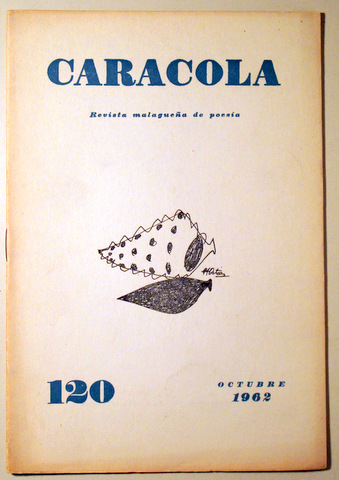 CARACOLA
Revista malagueña de poesía
120
OCTUBRE
1962